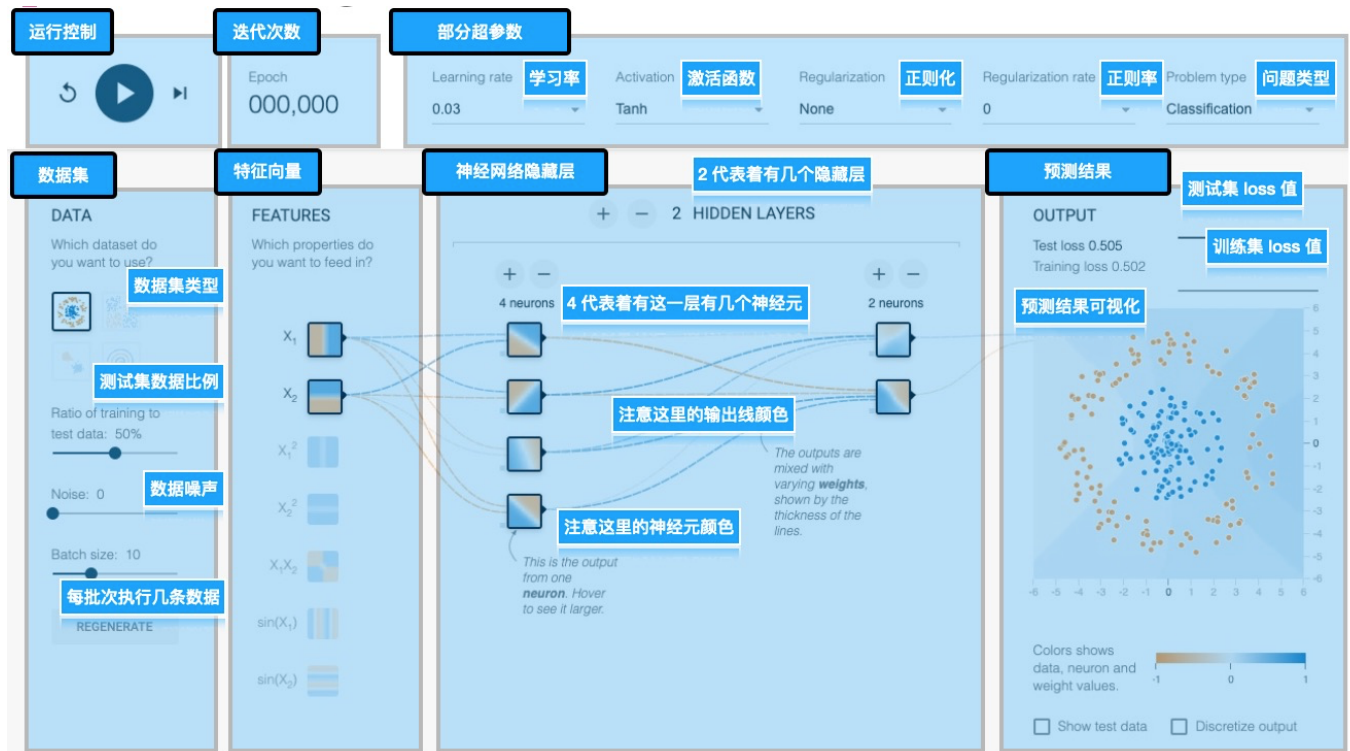 运行控制
迭代次数
部分超参数
Epoch
000,000
Learning rate 学习率
0.03
Activation 激活函数
Tanh
Regularization 正则化
None
Regularization rate 正则率
0
Problem type 问题类型
Classification
数据集
DATA
Which dataset do
you want to use?
数据集类型
测试集数据比例
Ratio of training to
test data: 50%
Noise: 0
数据噪声
Batch size: 10
每批次执行几条数据
REGENERATE
特征向量
FEATURES
Which properties do
you want to feed in?
X₁
X₂
X₁²
X₂²
X₁X₂
sin(X₁)
sin(X₂)
神经网络隐藏层
2 代表着有几个隐藏层
+ − 2 HIDDEN LAYERS
+ −
4 neurons
4 代表着有这一层有几个神经元
+ −
2 neurons
注意这里的输出线颜色
The outputs are
mixed with
varying weights,
shown by the
thickness of the
lines.
注意这里的神经元颜色
This is the output
from one
neuron. Hover
to see it larger.
预测结果
OUTPUT
测试集 loss 值
Test loss 0.505
训练集 loss 值
Training loss 0.502
预测结果可视化
6
5
4
3
2
1
0
-1
-2
-3
-4
-5
-6
-6 -5 -4 -3 -2 -1 0 1 2 3 4 5 6
Colors shows
data, neuron and
weight values.
-1 0 1
Show test data
Discretize output